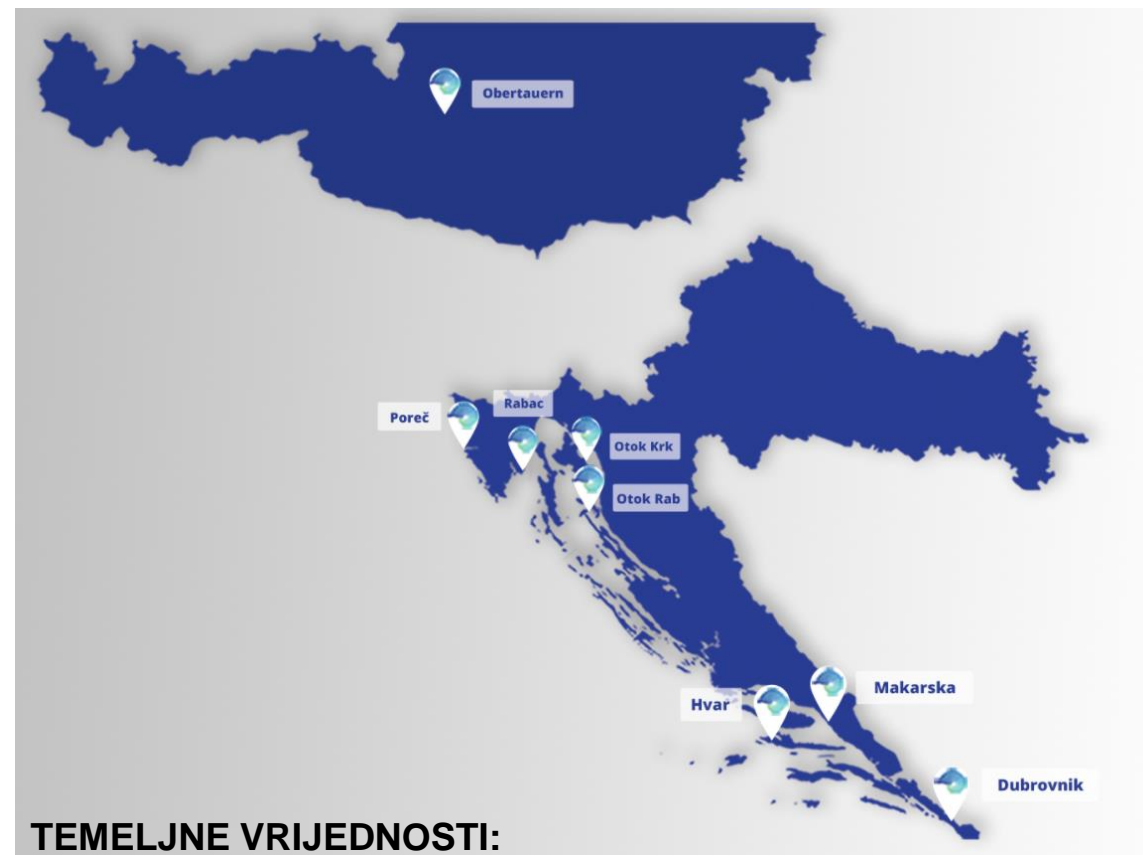 Obertauern
Rabac
Poreč
Otok Krk
Otok Rab
Makarska
Hvar
Dubrovnik
TEMELJNE VRIJEDNOSTI: